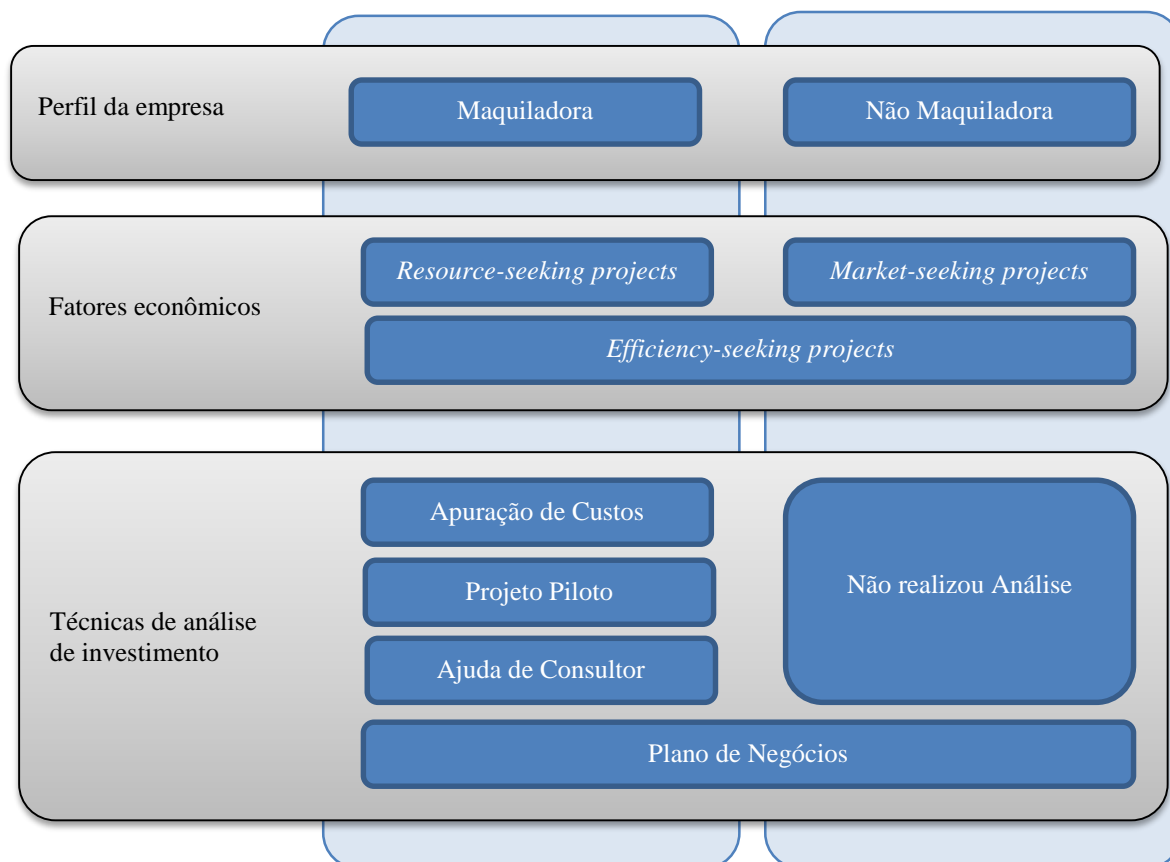 Perfil da empresa
Maquiladora
Não Maquiladora
Fatores econômicos
Resource-seeking projects
Market-seeking projects
Efficiency-seeking projects
Técnicas de análise
de investimento
Apuração de Custos
Projeto Piloto
Ajuda de Consultor
Não realizou Análise
Plano de Negócios